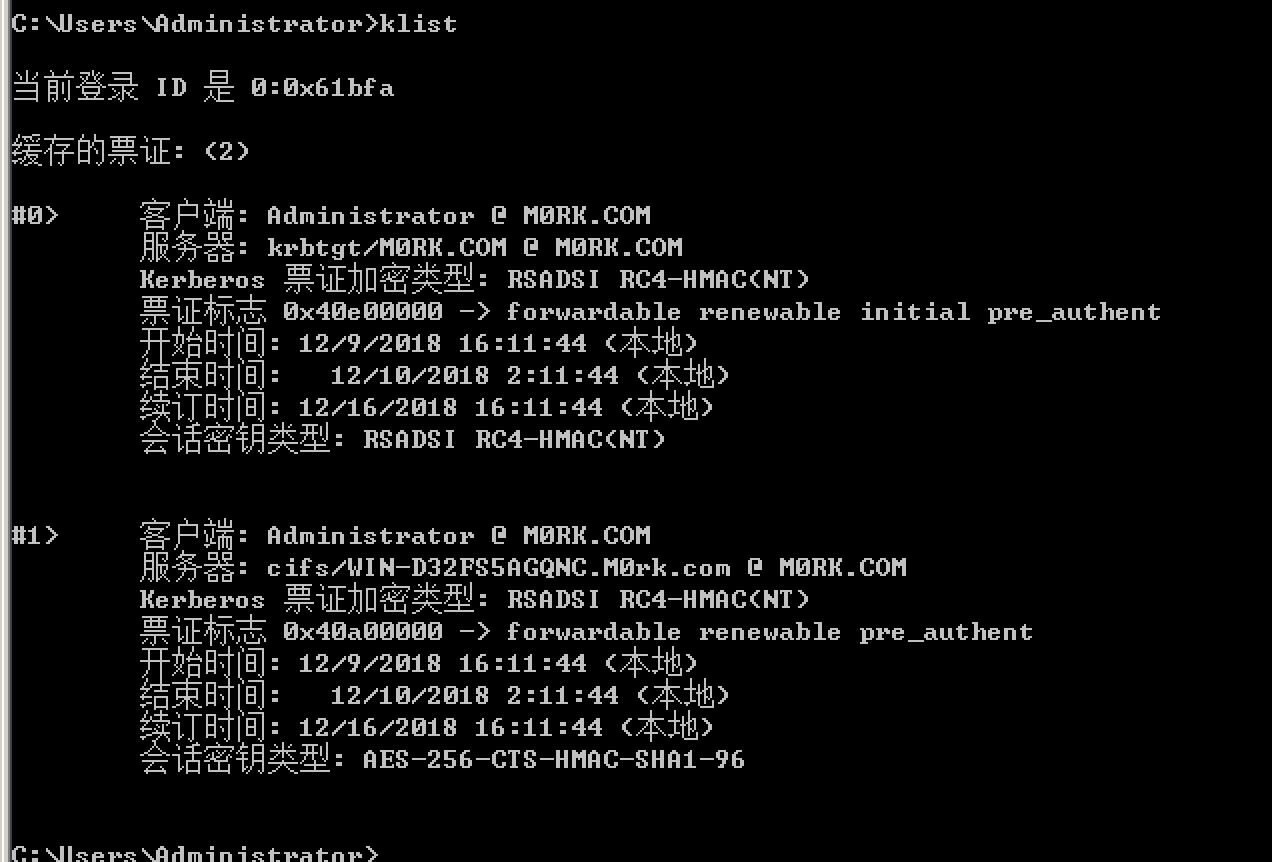 C:\Users\Administrator>klist
当前登录 ID 是 0:0x61bfa
缓存的票证: (2)
#0> 客户端: Administrator @ M0RK.COM
服务器: krbtgt/M0RK.COM @ M0RK.COM
Kerberos 票证加密类型: RSADSI RC4-HMAC(NT)
票证标志 0x40e00000 -> forwardable renewable initial pre_authent
开始时间: 12/9/2018 16:11:44 (本地)
结束时间: 12/10/2018 2:11:44 (本地)
续订时间: 12/16/2018 16:11:44 (本地)
会话密钥类型: RSADSI RC4-HMAC(NT)
#1> 客户端: Administrator @ M0RK.COM
服务器: cifs/WIN-D32FS5AGQNC.M0rk.com @ M0RK.COM
Kerberos 票证加密类型: RSADSI RC4-HMAC(NT)
票证标志 0x40a00000 -> forwardable renewable pre_authent
开始时间: 12/9/2018 16:11:44 (本地)
结束时间: 12/10/2018 2:11:44 (本地)
续订时间: 12/16/2018 16:11:44 (本地)
会话密钥类型: AES-256-CTS-HMAC-SHA1-96
C:\Users\Administrator>